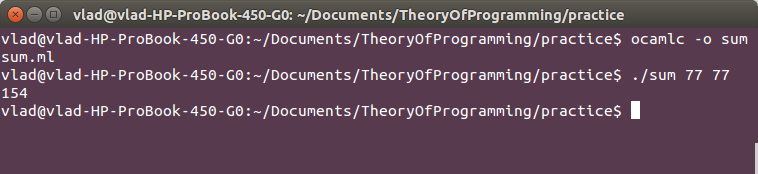 vlad@vlad-HP-ProBook-450-G0: ~/Documents/TheoryOfProgramming/practice
vlad@vlad-HP-ProBook-450-G0:~/Documents/TheoryOfProgramming/practice$ ocamlc -o sum
sum.ml
vlad@vlad-HP-ProBook-450-G0:~/Documents/TheoryOfProgramming/practice$ ./sum 77 77
154
vlad@vlad-HP-ProBook-450-G0:~/Documents/TheoryOfProgramming/practice$